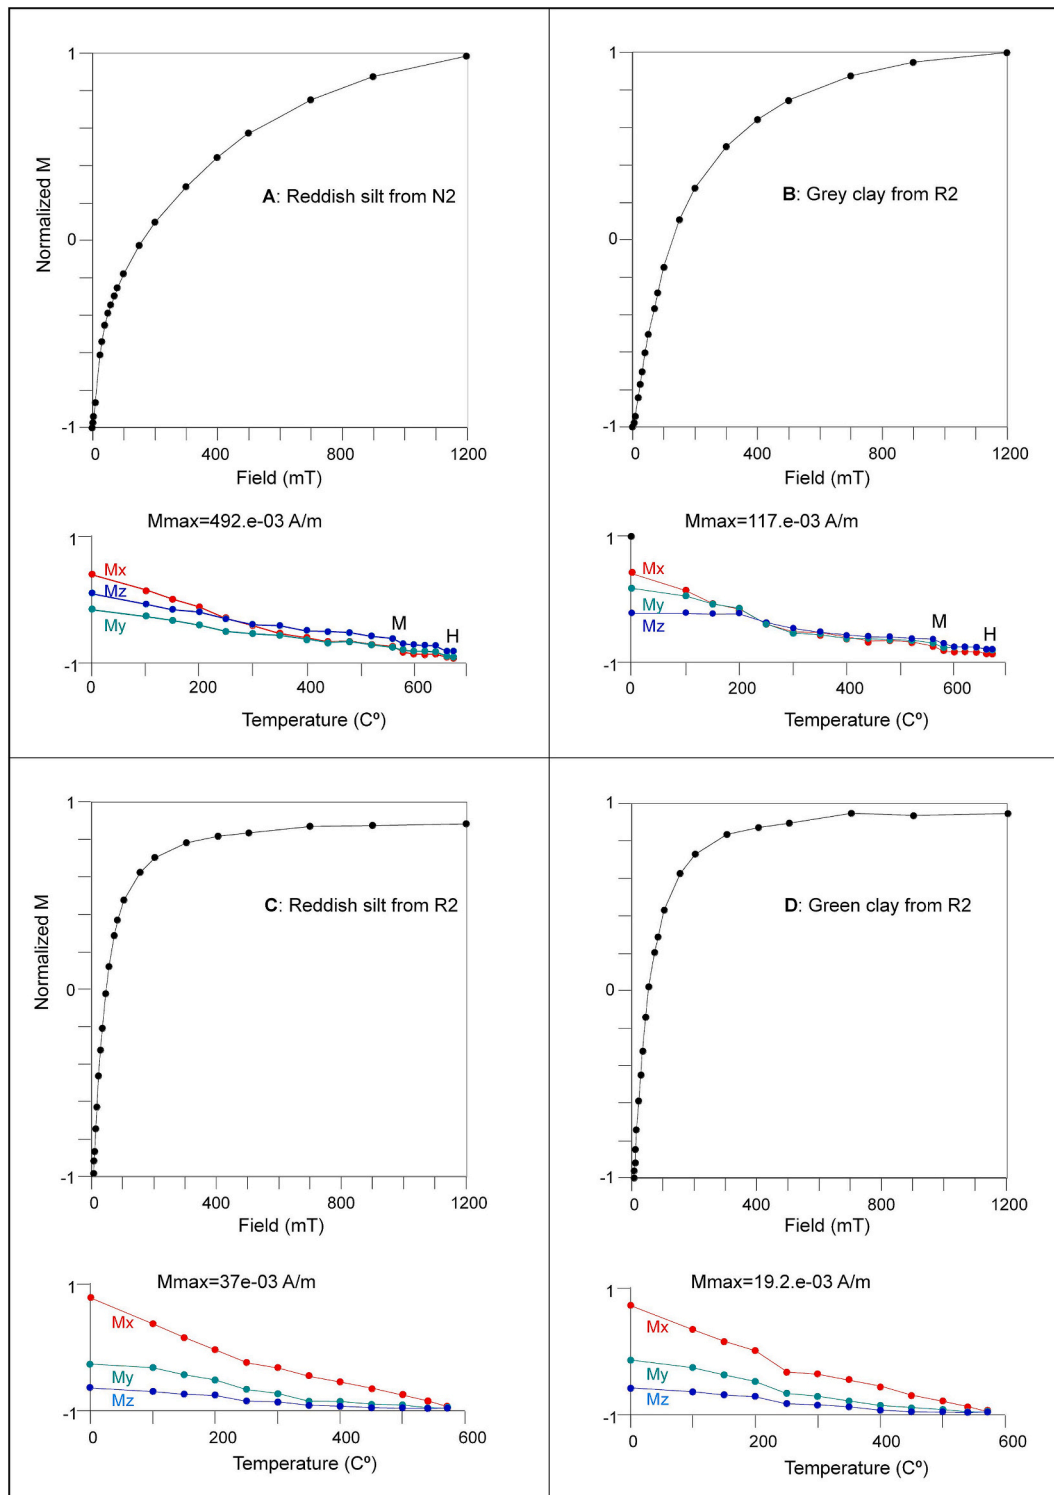 1
Normalized M
0
-1
A: Reddish silt from N2
0
400
800
1200
Field (mT)
Mmax=492.e-03 A/m
1
Mx
Mz
My
M
H
-1
0
200
400
600
Temperature (Cº)
1
0
-1
B: Grey clay from R2
0
400
800
1200
Field (mT)
Mmax=117.e-03 A/m
1
Mx
My
Mz
M
H
-1
0
200
400
600
Temperature (Cº)
1
Normalized M
0
-1
C: Reddish silt from R2
0
400
800
1200
Field (mT)
Mmax=37e-03 A/m
1
Mx
My
Mz
-1
0
200
400
600
Temperature (Cº)
1
0
-1
D: Green clay from R2
0
400
800
1200
Field (mT)
Mmax=19.2.e-03 A/m
1
Mx
My
Mz
-1
0
200
400
600
Temperature (Cº)